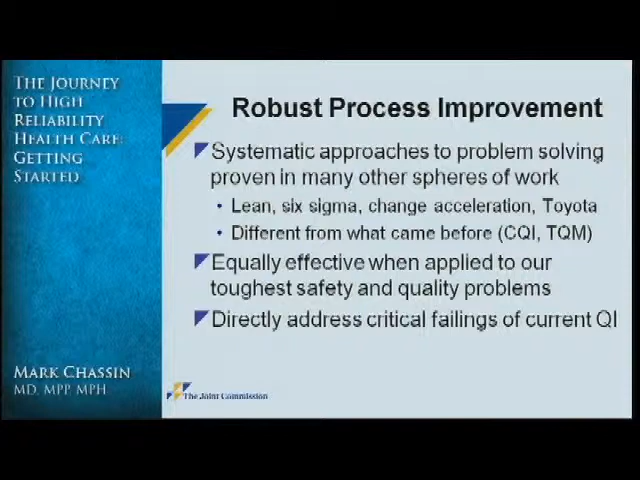 THE JOURNEY
TO HIGH
RELIABILITY
HEALTH CARE:
GETTING
STARTED
MARK CHASSIN
MD, MPP, MPH
Robust Process Improvement
Systematic approaches to problem solving
proven in many other spheres of work
• Lean, six sigma, change acceleration, Toyota
• Different from what came before (CQI, TQM)
Equally effective when applied to our
toughest safety and quality problems
Directly address critical failings of current QI
The Joint Commission